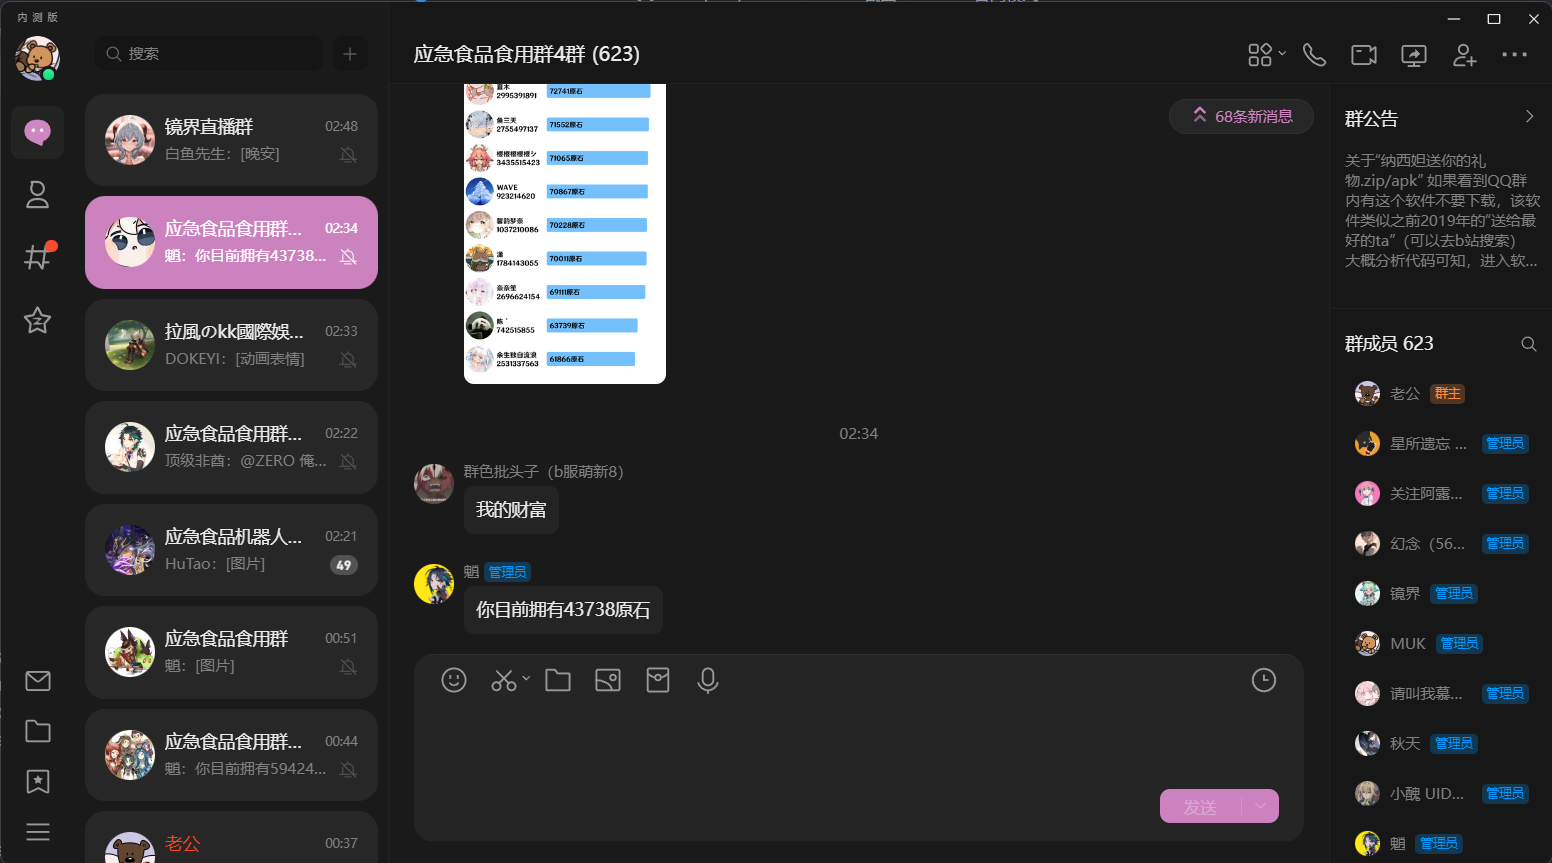 内测版
搜索
镜界直播群
02:48
白鱼先生：[晚安]
应急食品食用群...
02:34
魈：你目前拥有43738...
拉風のkk國際娛...
02:33
DOKEYI：[动画表情]
应急食品食用群...
02:22
顶级非酋：@ZERO 俺...
应急食品机器人...
02:21
HuTao：[图片]
49
应急食品食用群
00:51
魈：[图片]
应急食品食用群...
00:44
魈：你目前拥有59424...
老公
00:37
应急食品食用群4群 (623)
68条新消息
2995391891
72741原石
鱼三天
2755497137
71552原石
樱樱樱樱樱シ
3435515423
71065原石
WAVE
923214620
70867原石
馨韵梦奈
1037210086
70228原石
潇
1784143055
70011原石
奈奈笙
2696624154
69111原石
陈`
742515855
63739原石
余生独自流浪
2531337563
61866原石
02:34
群色批头子（b服萌新8）
我的财富
魈 管理员
你目前拥有43738原石
发送
群公告
关于“纳西妲送你的礼
物.zip/apk” 如果看到QQ群
内有这个软件不要下载，该软
件类似之前2019年的“送给最
好的ta”（可以去b站搜索）
大概分析代码可知，进入软...
群成员 623
老公 群主
星所遗忘 ... 管理员
关注阿露... 管理员
幻念（56... 管理员
镜界 管理员
MUK 管理员
请叫我慕... 管理员
秋天 管理员
小醜 UID... 管理员
魈 管理员